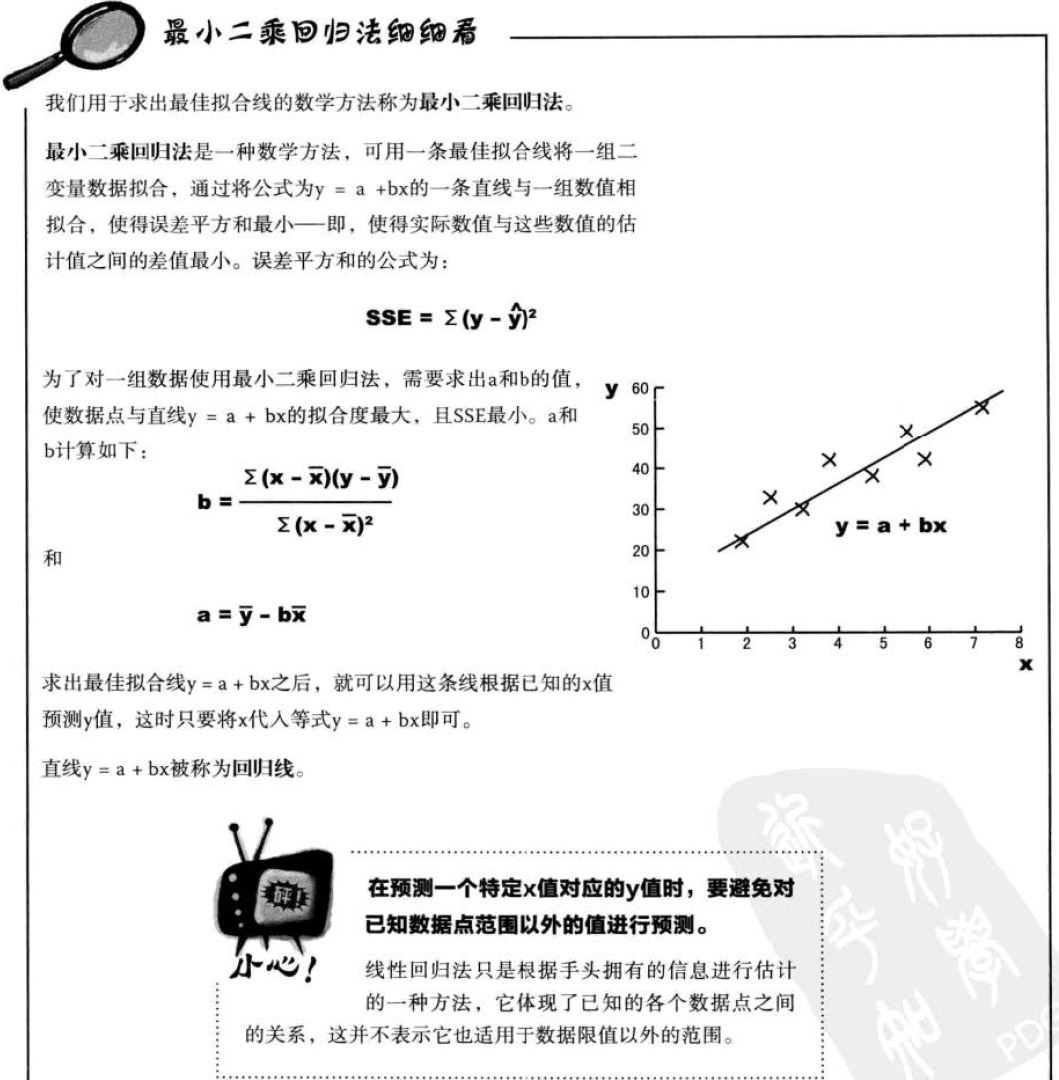 最小二乘回归法细细看
我们用于求出最佳拟合线的数学方法称为最小二乘回归法。
最小二乘回归法是一种数学方法，可用一条最佳拟合线将一组二
变量数据拟合，通过将公式为y = a +bx的一条直线与一组数值相
拟合，使得误差平方和最小——即，使得实际数值与这些数值的估
计值之间的差值最小。误差平方和的公式为：
SSE = Σ(y - ŷ)²
为了对一组数据使用最小二乘回归法，需要求出a和b的值，
使数据点与直线y = a + bx的拟合度最大，且SSE最小。a和
b计算如下：
b = Σ(x - x̅)(y - y̅)
Σ(x - x̅)²
和
a = y̅ - bx̅
y
60
50
40
30
20
10
0
0 1 2 3 4 5 6 7 8
x
y = a + bx
求出最佳拟合线y = a + bx之后，就可以用这条线根据已知的x值
预测y值，这时只要将x代入等式y = a + bx即可。
直线y = a + bx被称为回归线。
小心！
在预测一个特定x值对应的y值时，要避免对
已知数据点范围以外的值进行预测。
线性回归法只是根据手头拥有的信息进行估计
的一种方法，它体现了已知的各个数据点之间
的关系，这并不表示它也适用于数据限值以外的范围。